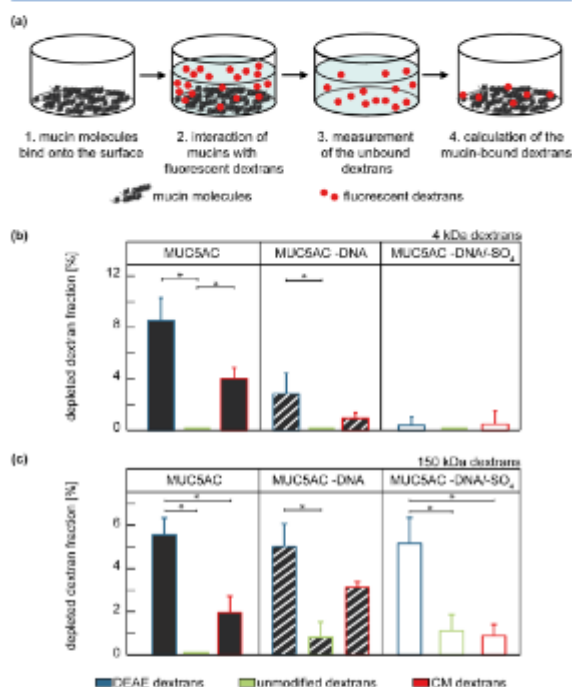 (a)
1. mucin molecules
bind onto the surface
2. interaction of
mucins with
fluorescent dextrans
3. measurement
of the unbound
dextrans
4. calculation of the
mucin-bound dextrans
mucin molecules
fluorescent dextrans
(b)
4 kDa dextrans
MUC5AC
MUC5AC -DNA
MUC5AC -DNA/-SO₄
depleted dextran fraction [%]
12
8
4
0
*
*
*
(c)
150 kDa dextrans
MUC5AC
MUC5AC -DNA
MUC5AC -DNA/-SO₄
depleted dextran fraction [%]
6
4
2
0
*
*
*
*
*
DEAE dextrans
unmodified dextrans
CM dextrans